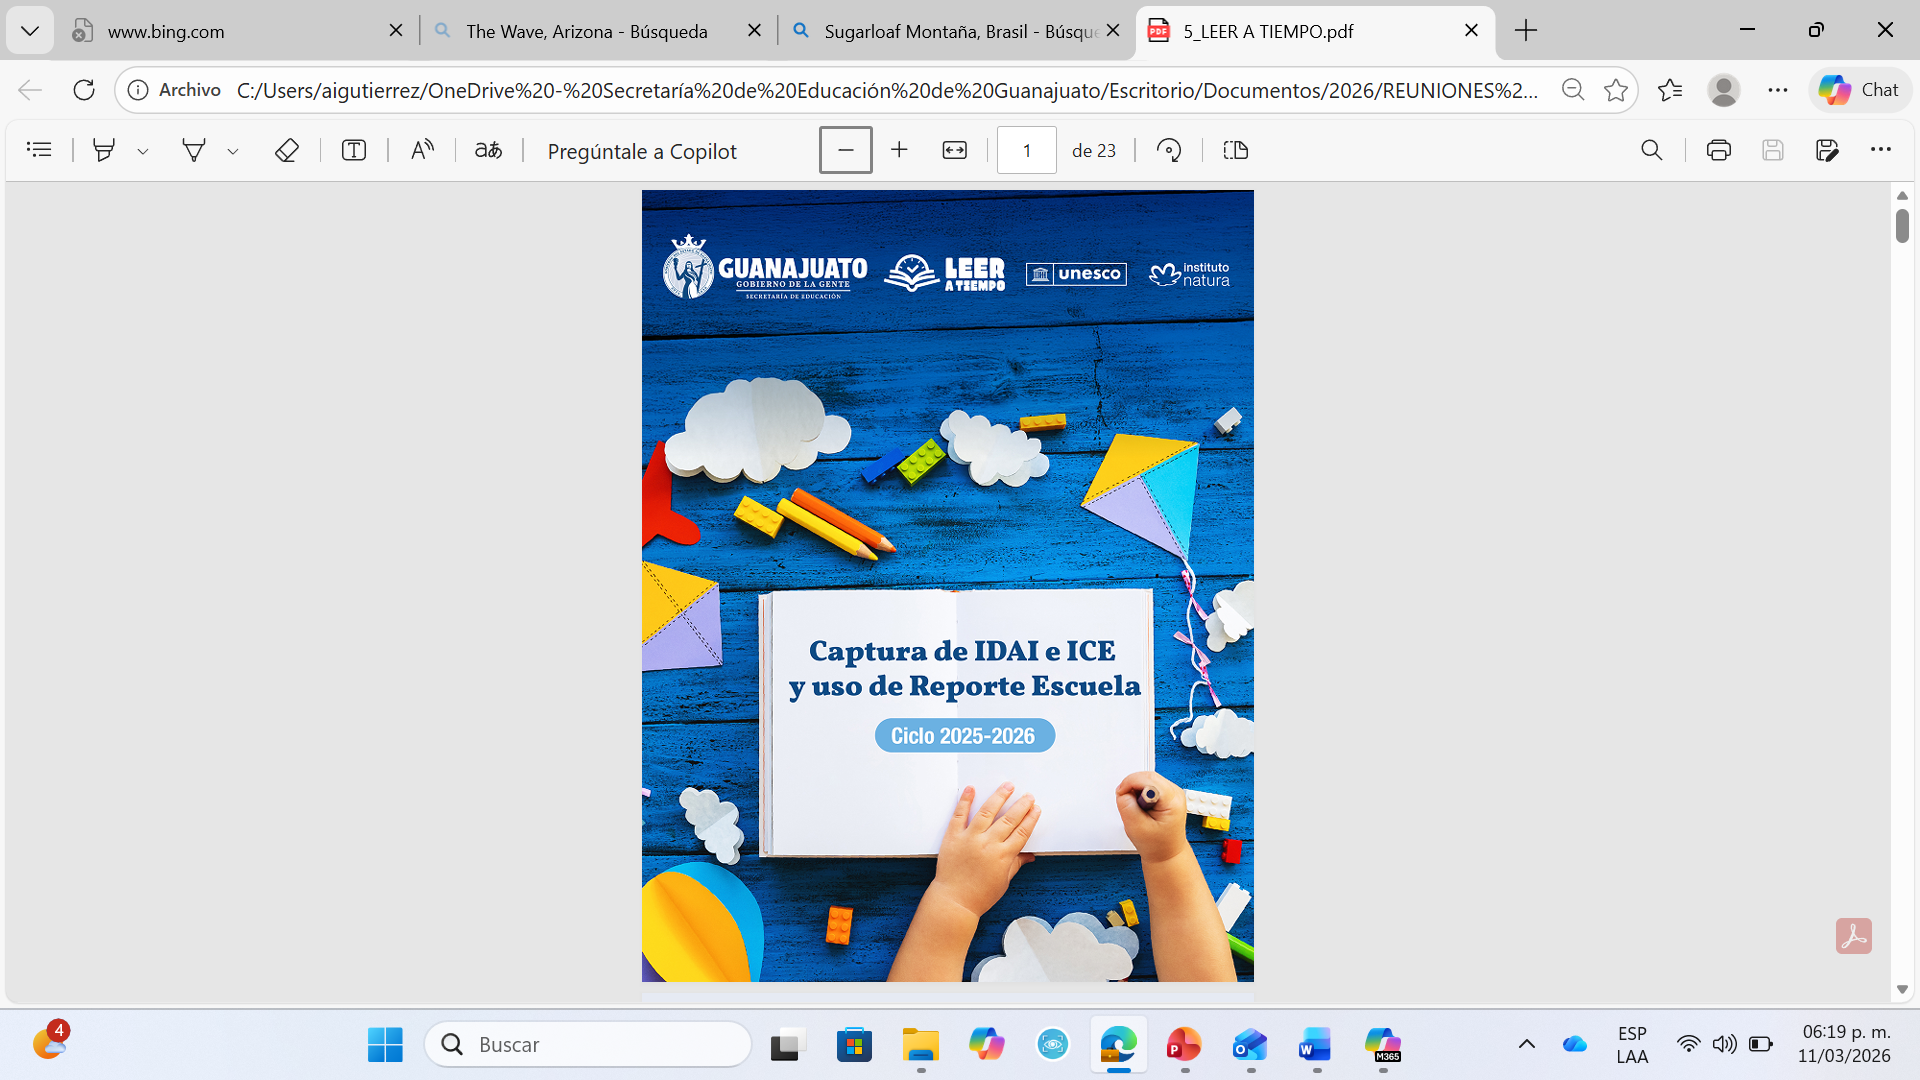 www.bing.com
The Wave, Arizona - Búsqueda
Sugarloaf Montaña, Brasil - Búsque
5_LEER A TIEMPO.pdf
Archivo
C:/Users/aigutierrez/OneDrive%20-%20Secretaría%20de%20Educación%20de%20Guanajuato/Escritorio/Documentos/2026/REUNIONES%2...
Chat
Pregúntale a Copilot
1
de 23
GUANAJUATO
GOBIERNO DE LA GENTE
SECRETARÍA DE EDUCACIÓN
LEER
A TIEMPO
unesco
instituto
natura
Captura de IDAI e ICE
y uso de Reporte Escuela
Ciclo 2025-2026
4
Buscar
M365
ESP
LAA
06:19 p. m.
11/03/2026